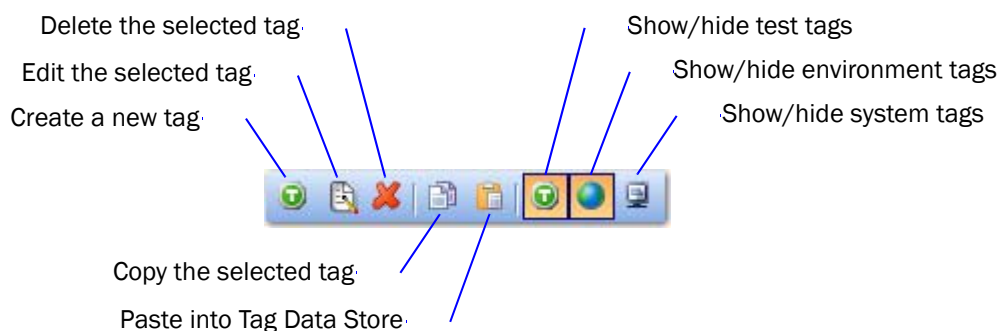 Delete the selected tag
Show/hide test tags
Edit the selected tag
Show/hide environment tags
Create a new tag
Show/hide system tags
T
T
Copy the selected tag
Paste into Tag Data Store